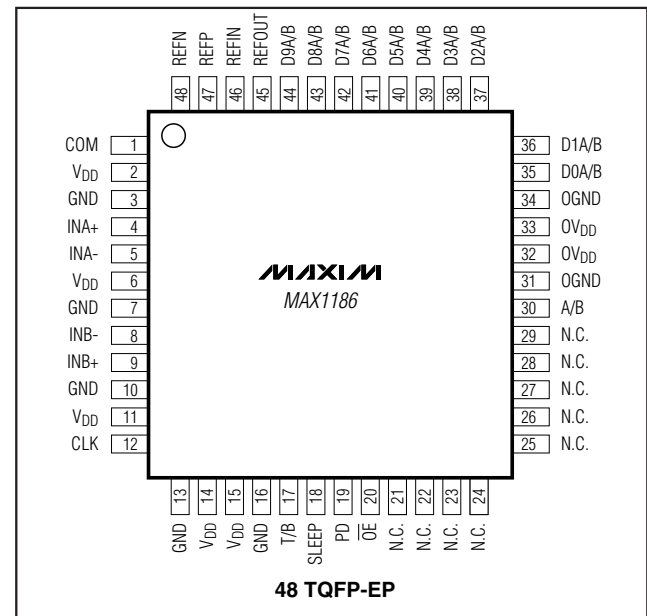 REFN REFP REFIN REFOUT D9A/B D8A/B D7A/B D6A/B D5A/B D4A/B D3A/B D2A/B
48 47 46 45 44 43 42 41 40 39 38 37
COM 1
VDD 2
GND 3
INA+ 4
INA- 5
VDD 6
GND 7
INB- 8
INB+ 9
GND 10
VDD 11
CLK 12
MAXIM
MAX1186
36 D1A/B
35 D0A/B
34 OGND
33 OVDD
32 OVDD
31 OGND
30 A/B
29 N.C.
28 N.C.
27 N.C.
26 N.C.
25 N.C.
13 14 15 16 17 18 19 20 21 22 23 24
GND VDD VDD GND T/B SLEEP PD OE N.C. N.C. N.C. N.C.
48 TQFP-EP